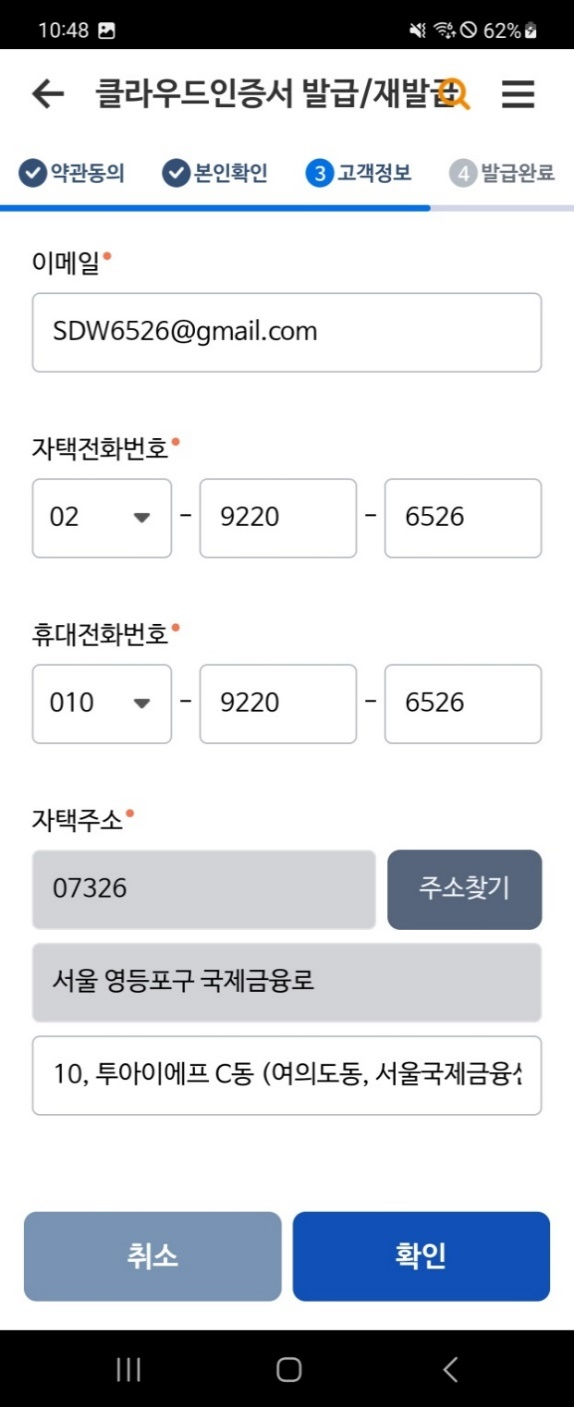 10:48 62%
클라우드인증서 발급/재발급
약관동의 본인확인 3 고객정보 4 발급완료
이메일
SDW6526@gmail.com
자택전화번호
02 - 9220 - 6526
휴대전화번호
010 - 9220 - 6526
자택주소
07326 주소찾기
서울 영등포구 국제금융로
10, 투아이에프 C동 (여의도동, 서울국제금융
취소 확인